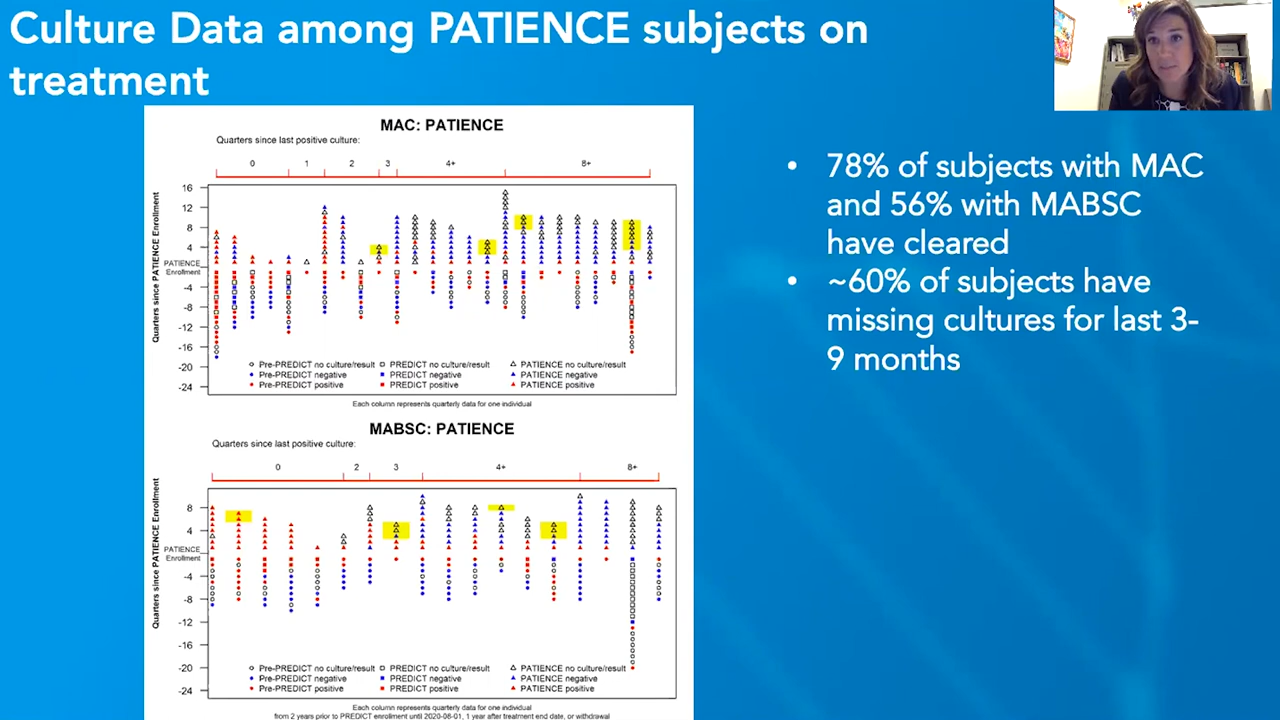 Culture Data among PATIENCE subjects on
treatment
MAC: PATIENCE
Quarters since last positive culture:
0 1 2 3 4+ 8+
Quarters since PATIENCE Enrollment
16
12
8
4
PATIENCE
Enrollment
-4
-8
-12
-16
-20
-24
Pre-PREDICT no culture/result PREDICT no culture/result PATIENCE no culture/result
Pre-PREDICT negative PREDICT negative PATIENCE negative
Pre-PREDICT positive PREDICT positive PATIENCE positive
Each column represents quarterly data for one individual
MABSC: PATIENCE
Quarters since last positive culture:
0 2 3 4+ 8+
Quarters since PATIENCE Enrollment
8
4
PATIENCE
Enrollment
-4
-8
-12
-16
-20
-24
Pre-PREDICT no culture/result PREDICT no culture/result PATIENCE no culture/result
Pre-PREDICT negative PREDICT negative PATIENCE negative
Pre-PREDICT positive PREDICT positive PATIENCE positive
Each column represents quarterly data for one individual
from 2 years prior to PREDICT enrollment until 2020-08-01, 1 year after treatment end date, or withdrawal
• 78% of subjects with MAC
and 56% with MABSC
have cleared
• ~60% of subjects have
missing cultures for last 3-
9 months